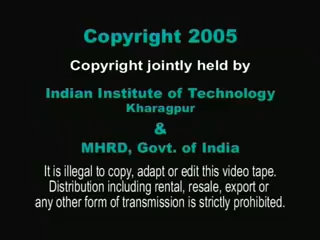 Copyright 2005
Copyright jointly held by
Indian Institute of Technology
Kharagpur
&
MHRD, Govt. of India
It is illegal to copy, adapt or edit this video tape.
Distribution including rental, resale, export or
any other form of transmission is strictly prohibited.